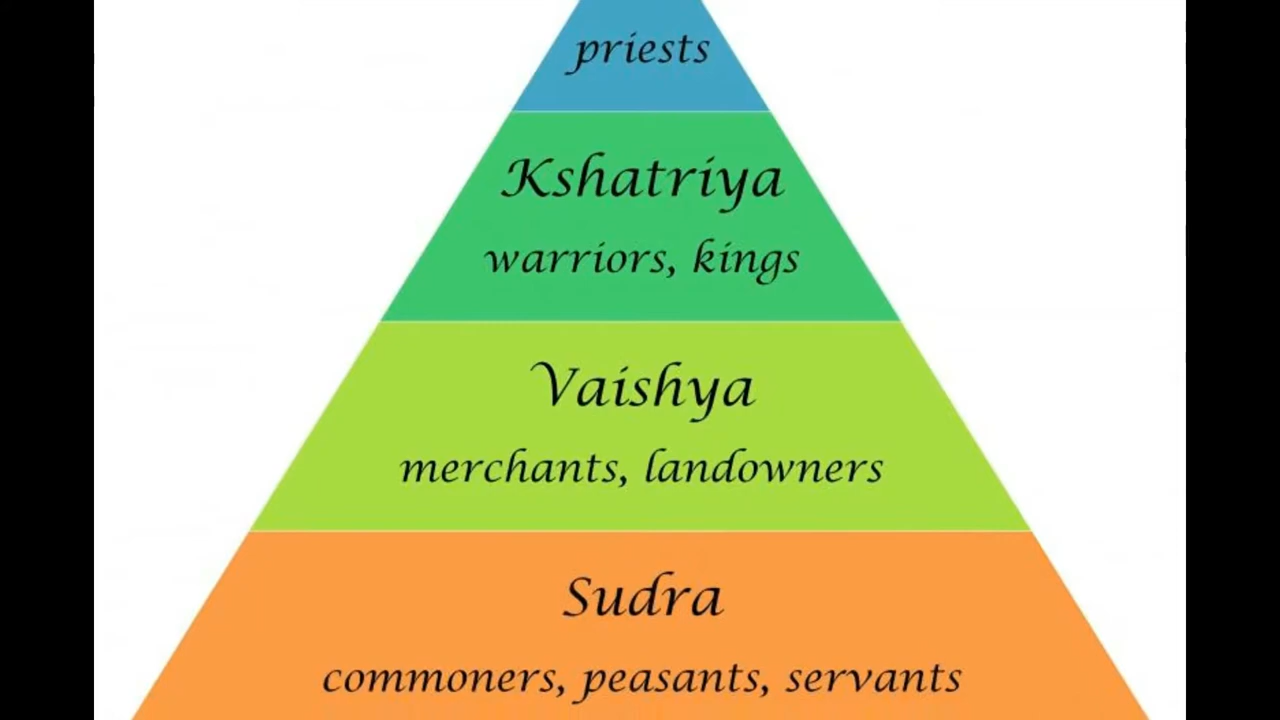 priests
Kshatriya
warriors, kings
Vaishya
merchants, landowners
Sudra
commoners, peasants, servants